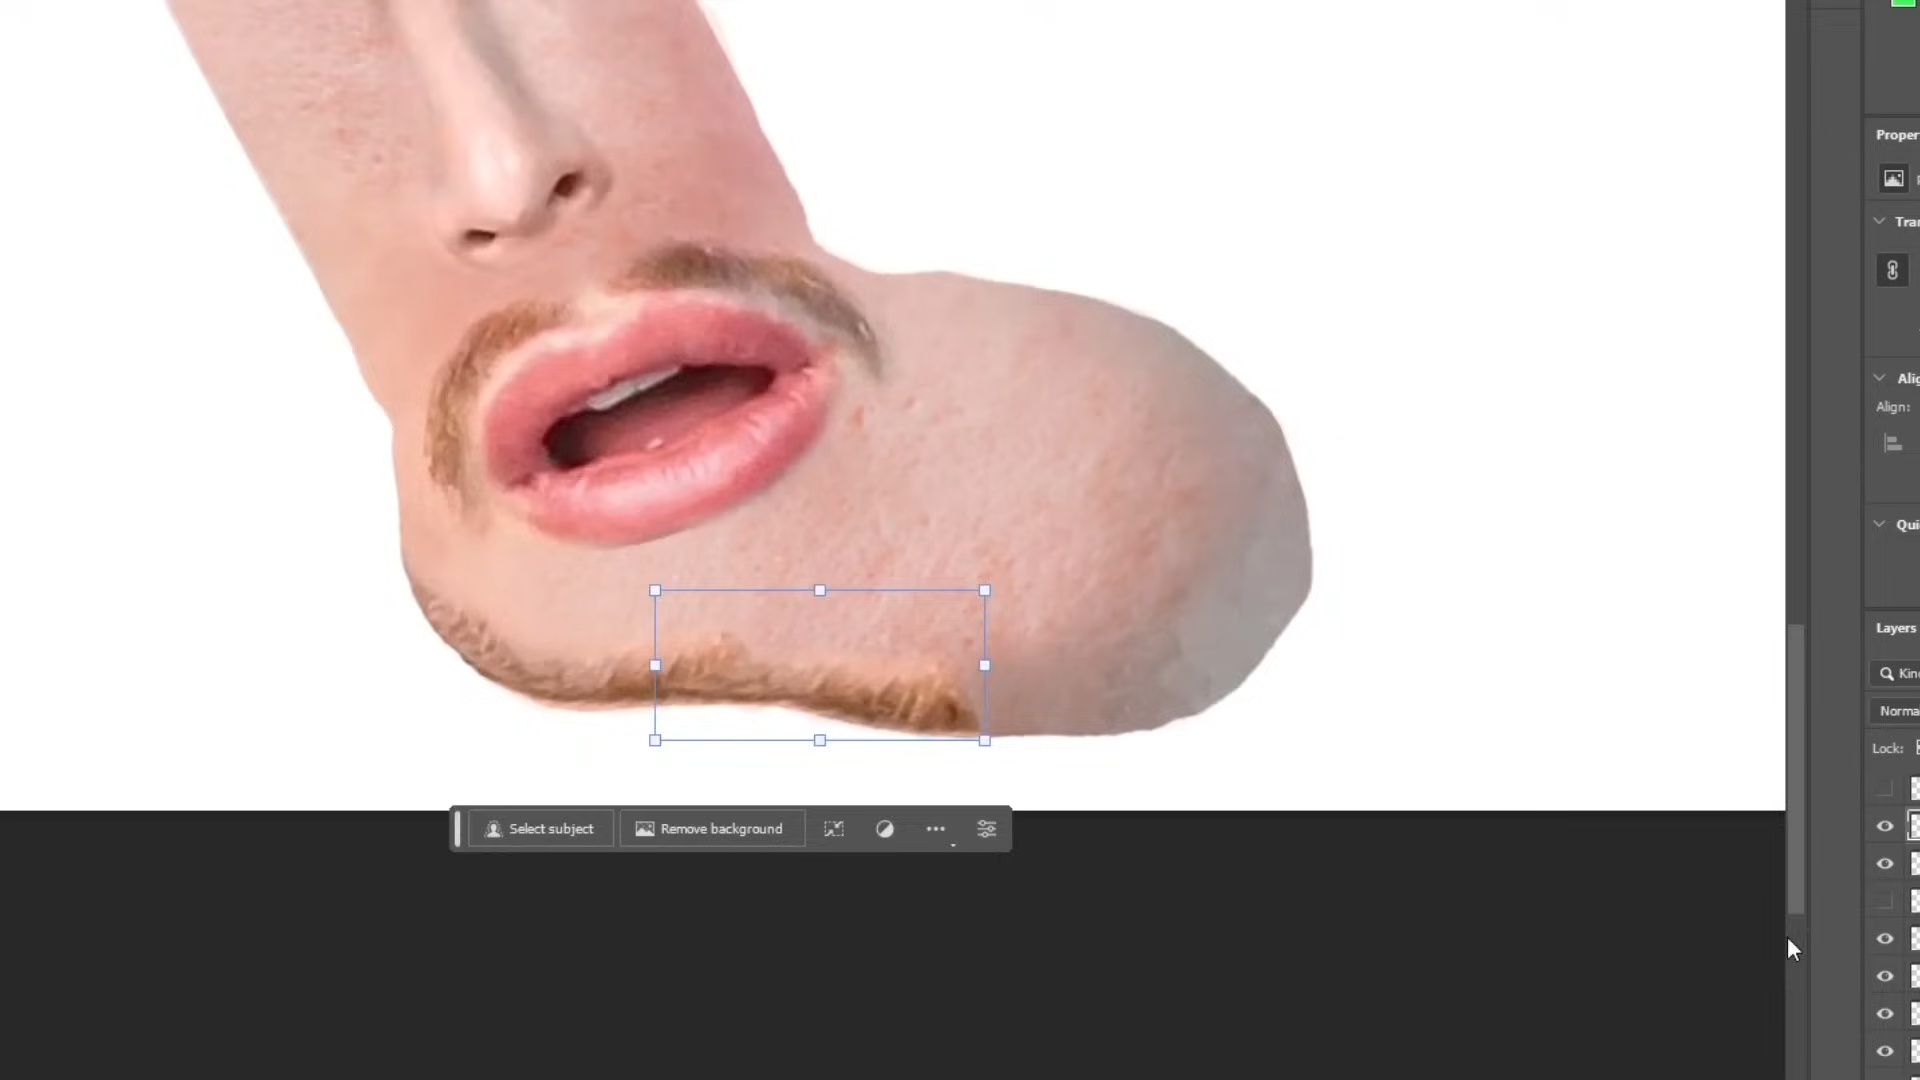 Proper
Tra
Alig
Align:
Qui
Layers
Kin
Norma
Lock:
Select subject
Remove background